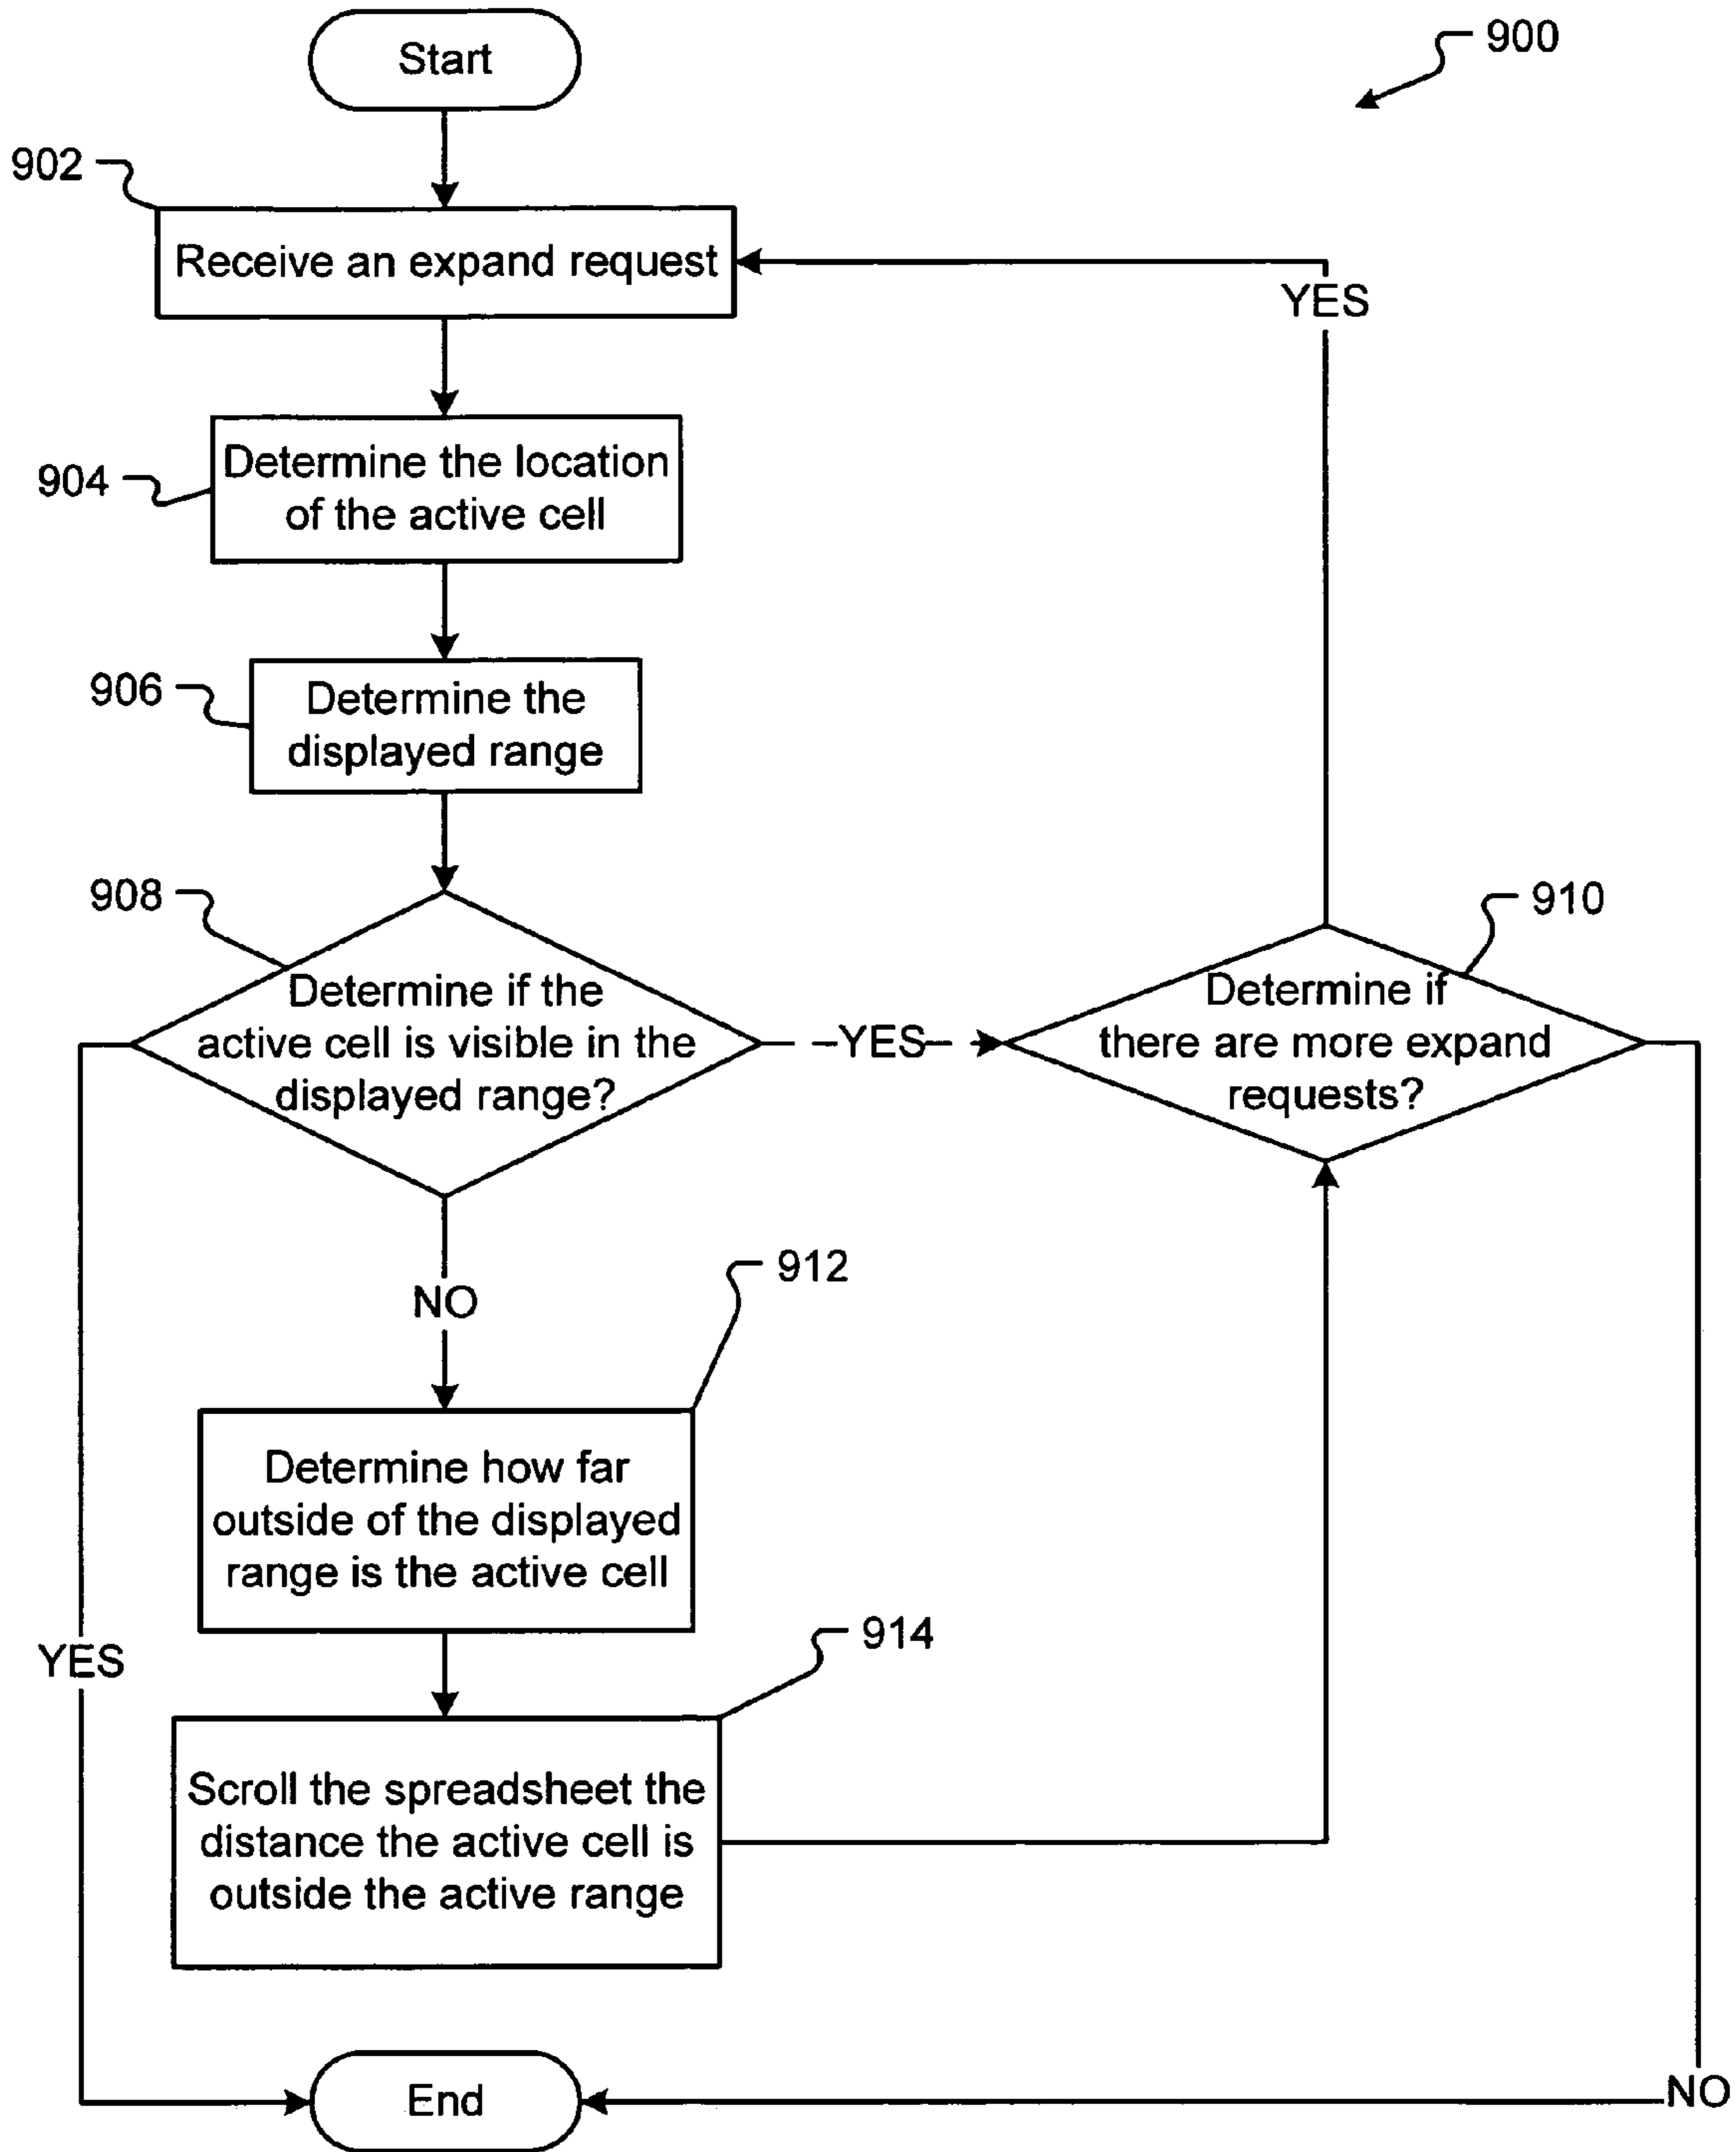 Start
900
902
Receive an expand request
YES
904
Determine the location
of the active cell
906
Determine the
displayed range
908
Determine if the
active cell is visible in the
displayed range?
YES
910
Determine if
there are more expand
requests?
NO
912
Determine how far
outside of the displayed
range is the active cell
YES
914
Scroll the spreadsheet the
distance the active cell is
outside the active range
End
NO